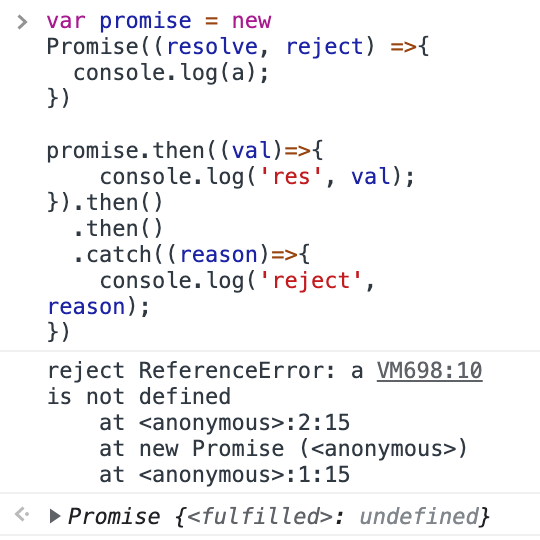 var promise = new
Promise((resolve, reject) =>{
  console.log(a);
})

promise.then((val)=>{
    console.log('res', val);
}).then()
  .then()
  .catch((reason)=>{
    console.log('reject',
reason);
})
reject ReferenceError: a VM698:10
is not defined
    at <anonymous>:2:15
    at new Promise (<anonymous>)
    at <anonymous>:1:15
Promise {<fulfilled>: undefined}